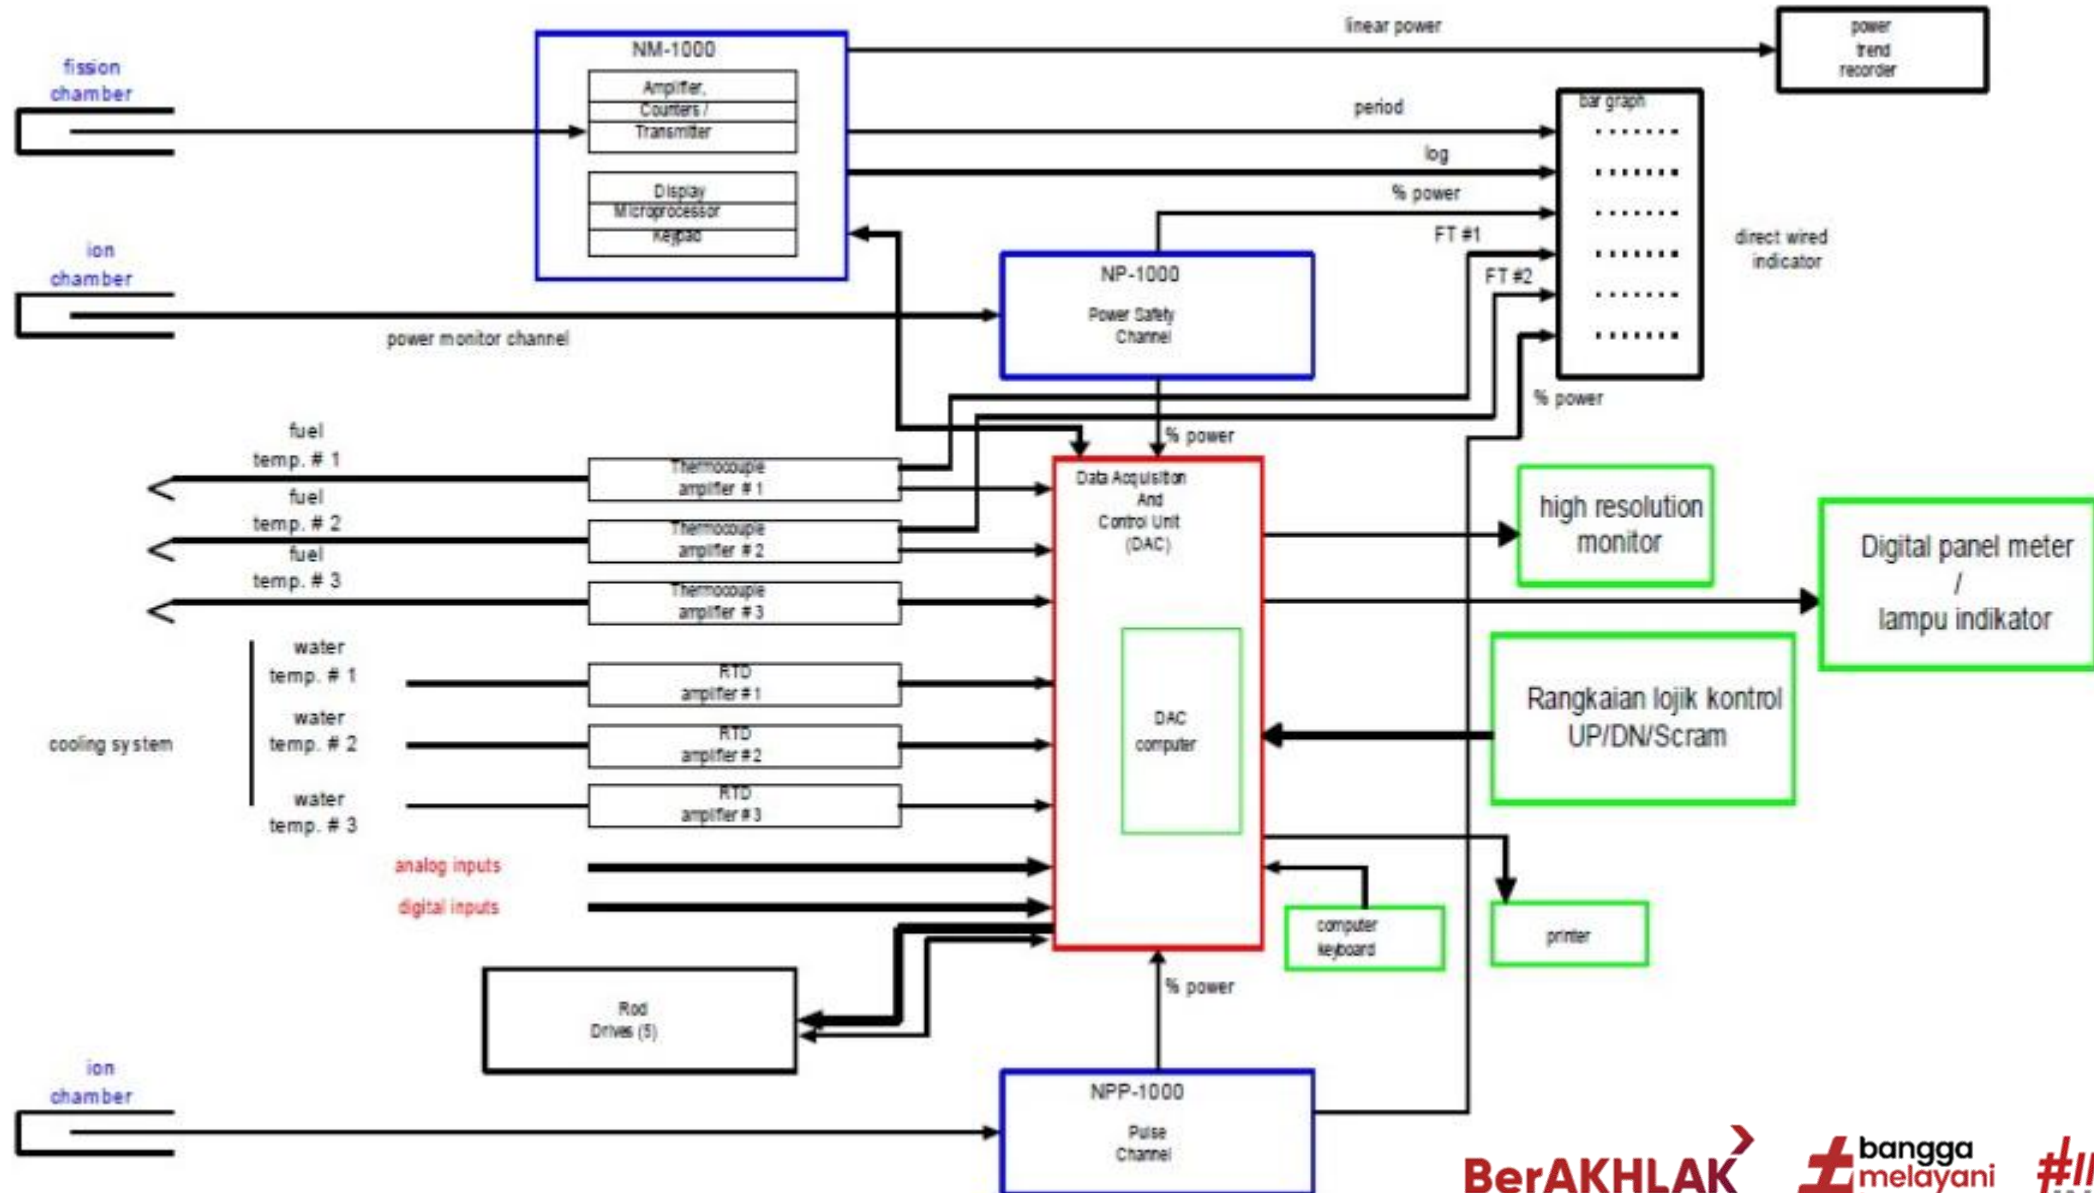 linear power
power
trend
recorder
fission
chamber
NM-1000
Amplifier,
Counters /
Transmitter
period
bar graph
log
Display
Microprocessor
Keypad
% power
FT #1
direct wired
indicator
ion
chamber
NP-1000
FT #2
Power Safety
Channel
power monitor channel
% power
% power
fuel
temp. # 1
Thermocouple
amplifier # 1
fuel
temp. # 2
Thermocouple
amplifier # 2
fuel
temp. # 3
Thermocouple
amplifier # 3
Data Acquisition
And
Control Unit
(DAC)
high resolution
monitor
Digital panel meter
/
lampu indikator
cooling system
water
temp. # 1
RTD
amplifier #1
water
temp. # 2
RTD
amplifier #2
water
temp. # 3
RTD
amplifier #3
DAC
computer
Rangkaian lojik kontrol
UP/DN/Scram
analog inputs
digital inputs
computer
keyboard
printer
Rod
Drives (5)
% power
ion
chamber
NPP-1000
Pulse
Channel
BerAKHLAK
bangga
melayani